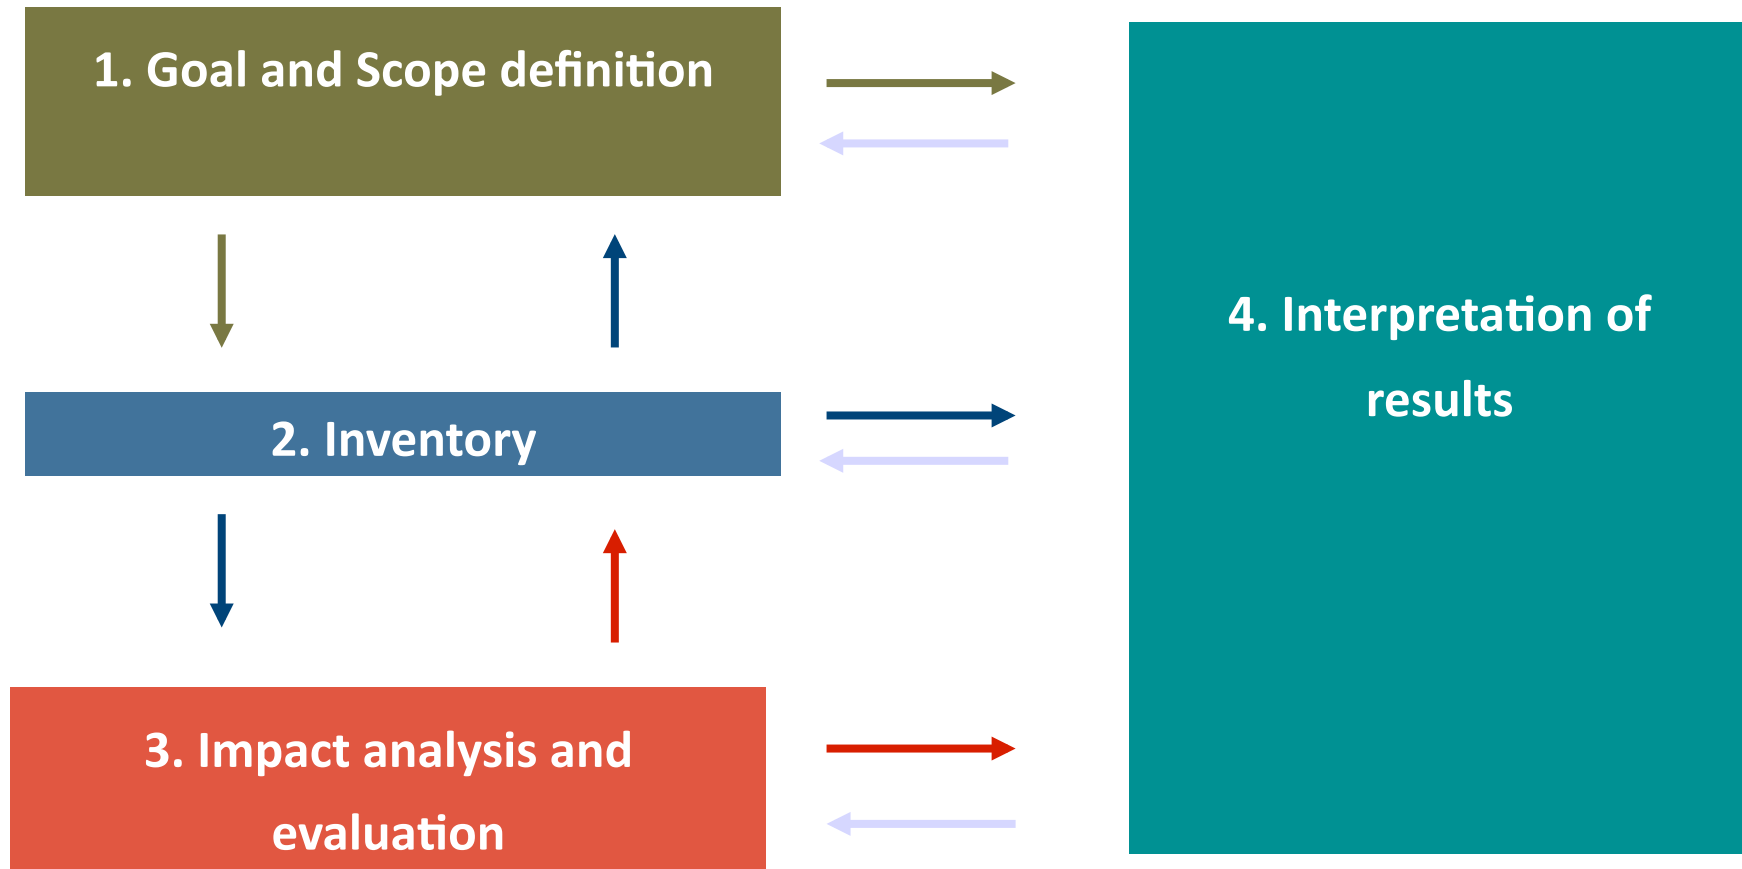 1. Goal and Scope definition
2. Inventory
3. Impact analysis and
evaluation
4. Interpretation of
results